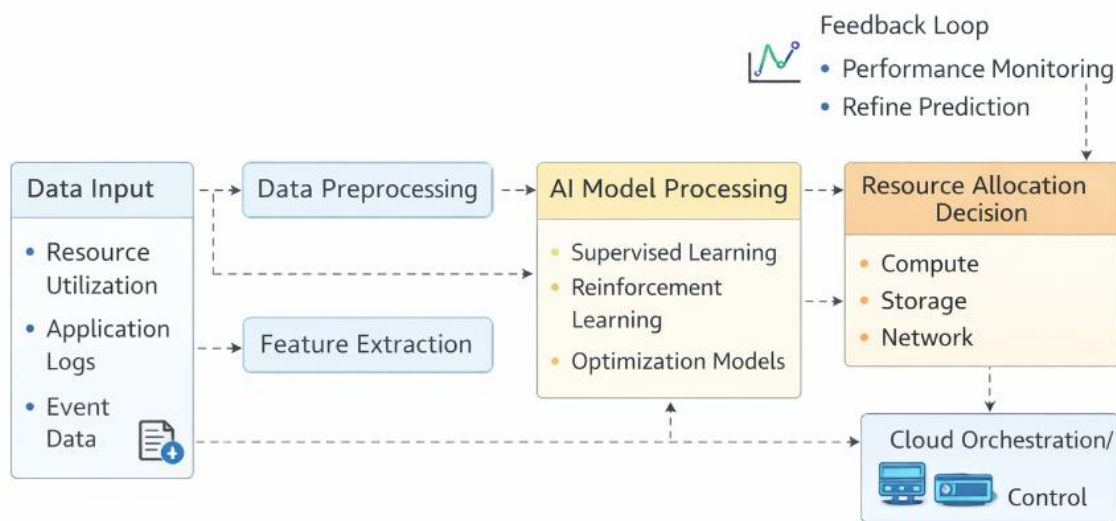 Feedback Loop
• Performance Monitoring
• Refine Prediction
Data Input
• Resource
Utilization
• Application
Logs
• Event
Data
Data Preprocessing
Feature Extraction
AI Model Processing
• Supervised Learning
• Reinforcement
Learning
• Optimization Models
Resource Allocation
Decision
• Compute
• Storage
• Network
Cloud Orchestration/
Control